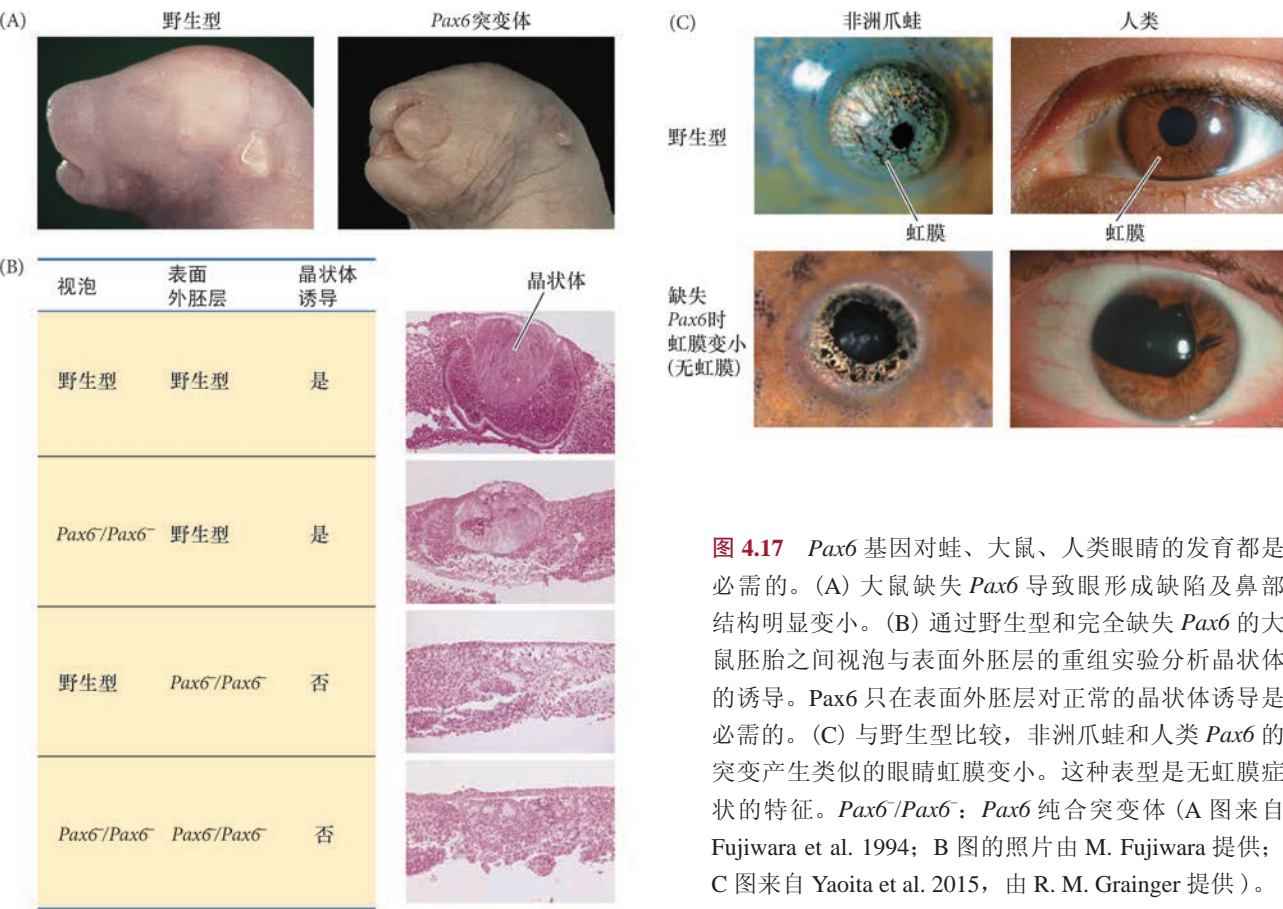 (A)
野生型
Pax6突变体
(B)
视泡
表面
外胚层
晶状体
诱导
晶状体
野生型 野生型 是
Pax6⁻/Pax6⁻ 野生型 是
野生型 Pax6⁻/Pax6⁻ 否
Pax6⁻/Pax6⁻ Pax6⁻/Pax6⁻ 否
(C)
非洲爪蛙
人类
野生型
虹膜
虹膜
缺失
Pax6时
虹膜变小
(无虹膜)
图 4.17 Pax6 基因对蛙、大鼠、人类眼睛的发育都是
必需的。(A) 大鼠缺失 Pax6 导致眼形成缺陷及鼻部
结构明显变小。(B) 通过野生型和完全缺失 Pax6 的大
鼠胚胎之间视泡与表面外胚层的重组实验分析晶状体
的诱导。Pax6 只在表面外胚层对正常的晶状体诱导是
必需的。(C) 与野生型比较，非洲爪蛙和人类 Pax6 的
突变产生类似的眼睛虹膜变小。这种表型是无虹膜症
状的特征。Pax6⁻/Pax6⁻：Pax6 纯合突变体 (A 图来自
Fujiwara et al. 1994；B 图的照片由 M. Fujiwara 提供；
C 图来自 Yaoita et al. 2015，由 R. M. Grainger 提供 )。